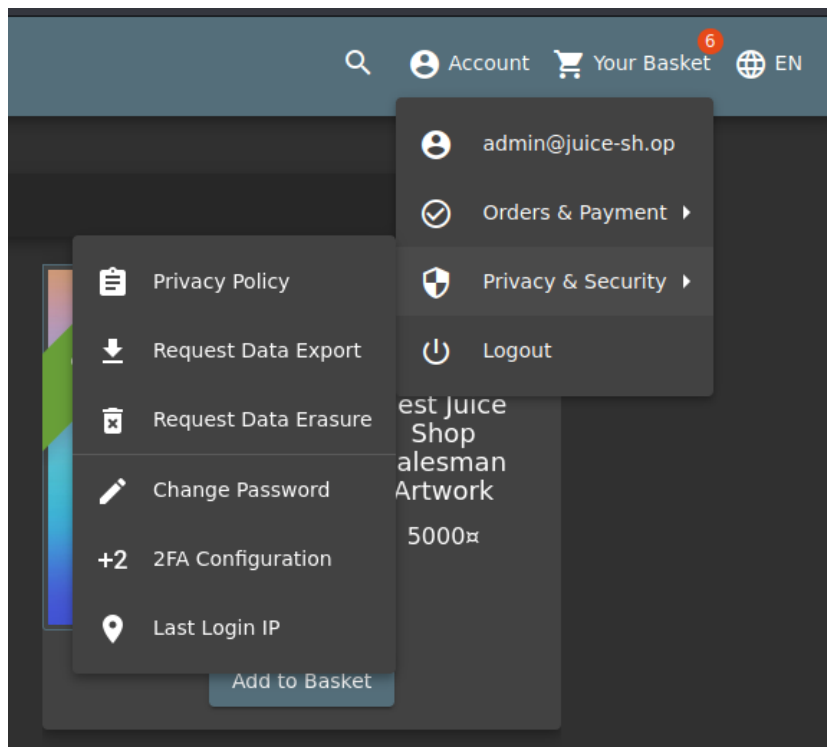 Account
6
Your Basket
EN
admin@juice-sh.op
Orders & Payment
Privacy & Security
Logout
Privacy Policy
Request Data Export
Request Data Erasure
Change Password
+2 2FA Configuration
Last Login IP
est Juice
Shop
alesman
Artwork
5000¤
Add to Basket